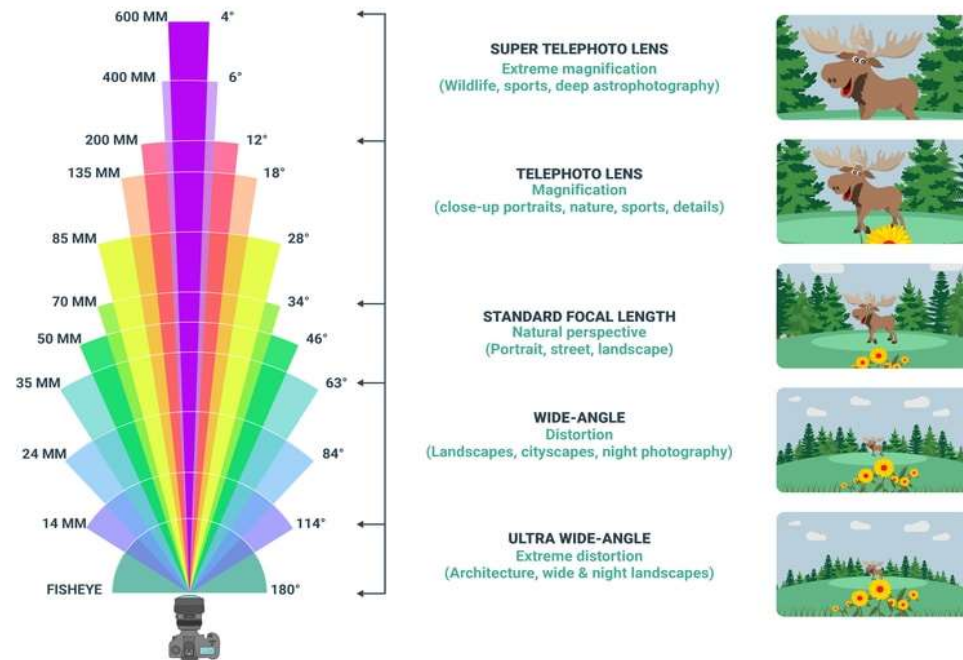 600 MM 4°
400 MM 6°
200 MM 12°
135 MM 18°
85 MM 28°
70 MM 34°
50 MM 46°
35 MM 63°
24 MM 84°
14 MM 114°
FISHEYE 180°
SUPER TELEPHOTO LENS
Extreme magnification
(Wildlife, sports, deep astrophotography)
TELEPHOTO LENS
Magnification
(close-up portraits, nature, sports, details)
STANDARD FOCAL LENGTH
Natural perspective
(Portrait, street, landscape)
WIDE-ANGLE
Distortion
(Landscapes, cityscapes, night photography)
ULTRA WIDE-ANGLE
Extreme distortion
(Architecture, wide & night landscapes)